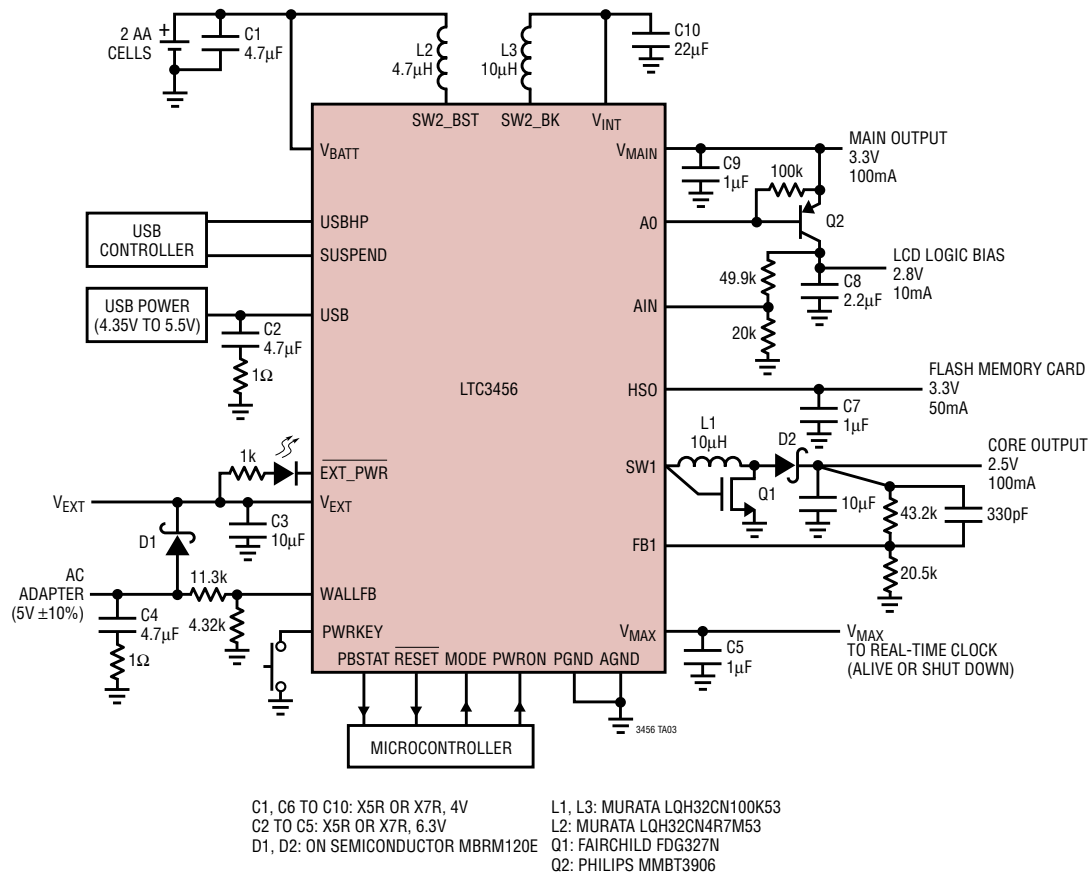 2 AA
CELLS
+
C1
4.7µF
L2
4.7µH
L3
10µH
C10
22µF
SW2_BST
SW2_BK
VINT
VBATT
VMAIN
MAIN OUTPUT
3.3V
100mA
C9
1µF
100k
USB
CONTROLLER
USBHP
SUSPEND
A0
Q2
LCD LOGIC BIAS
2.8V
10mA
49.9k
C8
2.2µF
USB POWER
(4.35V TO 5.5V)
USB
AIN
C2
4.7µF
20k
1Ω
LTC3456
HSO
FLASH MEMORY CARD
3.3V
50mA
C7
1µF
L1
10µH
D2
1k
EXT_PWR
SW1
CORE OUTPUT
2.5V
100mA
Q1
VEXT
VEXT
10µF
43.2k
330pF
C3
10µF
D1
FB1
20.5k
AC
ADAPTER
(5V ±10%)
11.3k
WALLFB
C4
4.7µF
4.32k
1Ω
PWRKEY
VMAX
VMAX
TO REAL-TIME CLOCK
(ALIVE OR SHUT DOWN)
C5
1µF
PBSTAT RESET MODE PWRON PGND AGND
3456 TA03
MICROCONTROLLER
C1, C6 TO C10: X5R OR X7R, 4V
C2 TO C5: X5R OR X7R, 6.3V
D1, D2: ON SEMICONDUCTOR MBRM120E
L1, L3: MURATA LQH32CN100K53
L2: MURATA LQH32CN4R7M53
Q1: FAIRCHILD FDG327N
Q2: PHILIPS MMBT3906